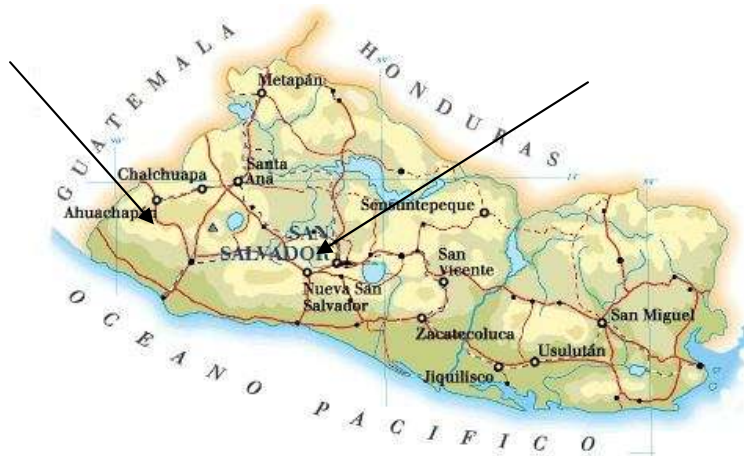 GUATEMALA
HONDURAS
Metapán
Chalchuapa
Santa
Ana
Ahuachapán
Sensuntepeque
SAN
SALVADOR
San
Vicente
Nueva San
Salvador
Zacatecoluca
San Miguel
Usulután
Jiquilisco
OCEANO PACIFICO